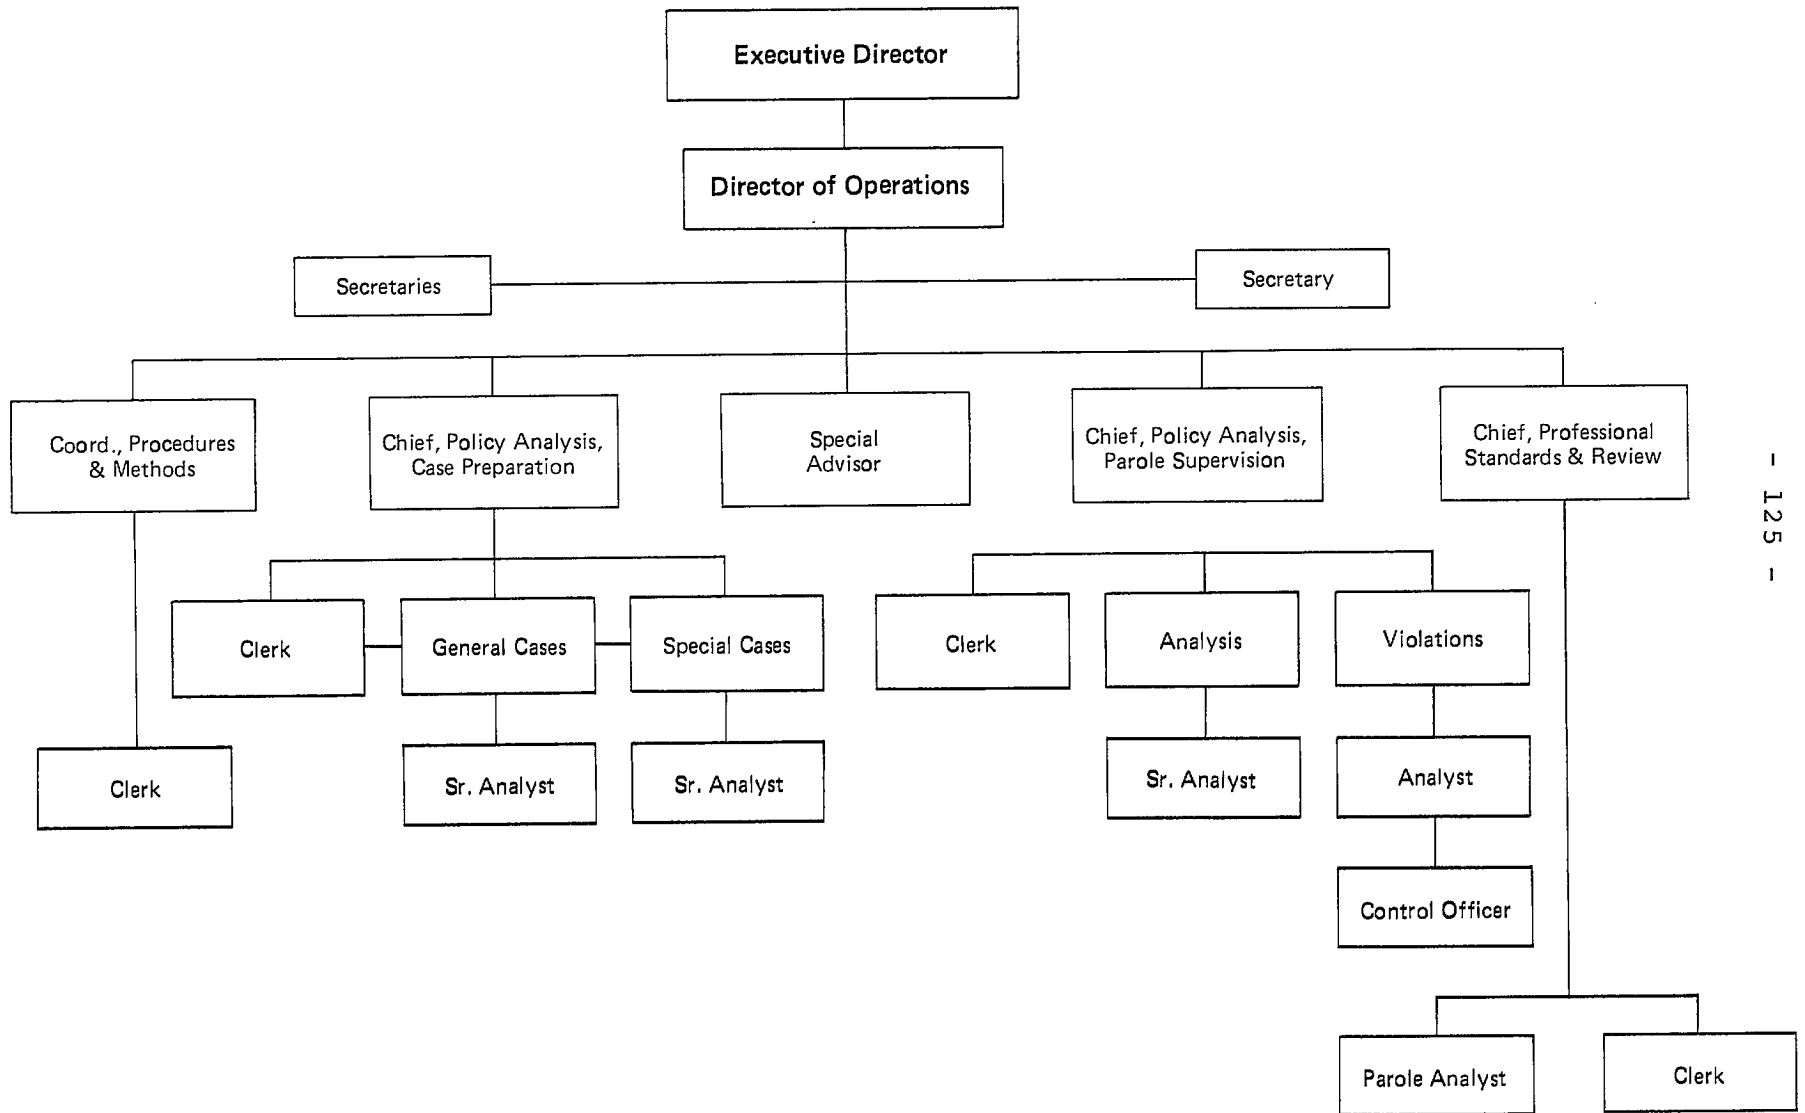 Executive Director
Director of Operations
Secretaries
Secretary
Coord., Procedures
& Methods
Chief, Policy Analysis,
Case Preparation
Special
Advisor
Chief, Policy Analysis,
Parole Supervision
Chief, Professional
Standards & Review
- 125 -
Clerk
General Cases
Special Cases
Clerk
Analysis
Violations
Clerk
Sr. Analyst
Sr. Analyst
Sr. Analyst
Analyst
Control Officer
Parole Analyst
Clerk